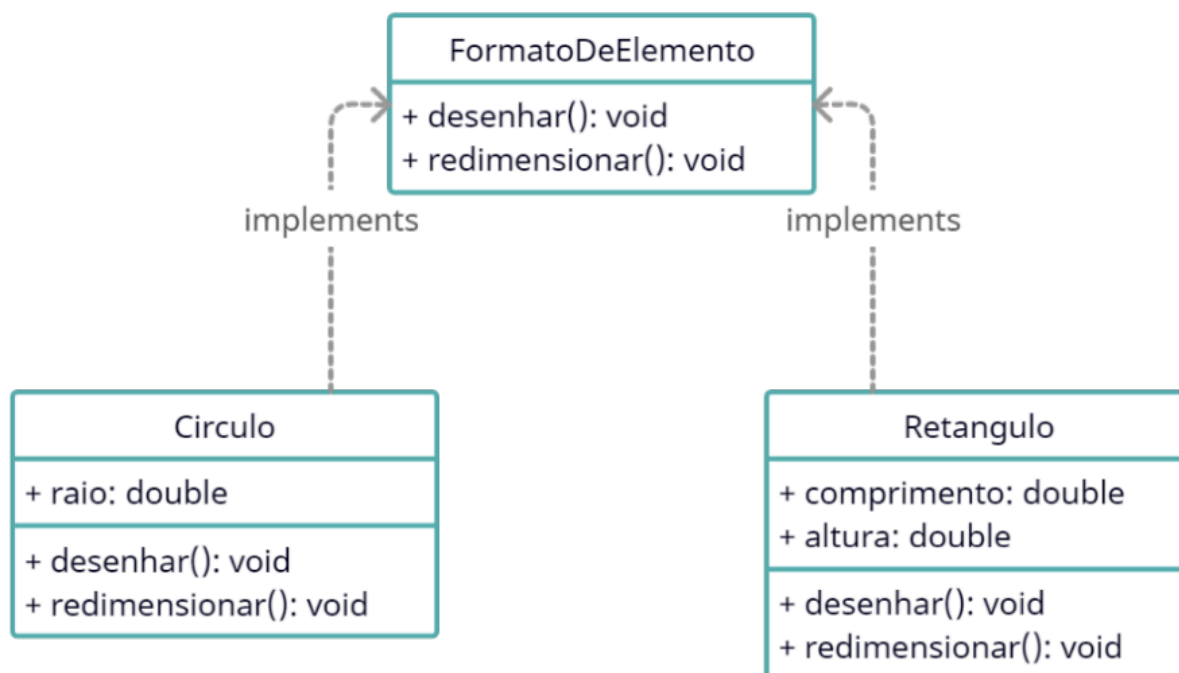 FormatoDeElemento
+ desenhar(): void
+ redimensionar(): void
implements
implements
Circulo
+ raio: double
+ desenhar(): void
+ redimensionar(): void
Retangulo
+ comprimento: double
+ altura: double
+ desenhar(): void
+ redimensionar(): void